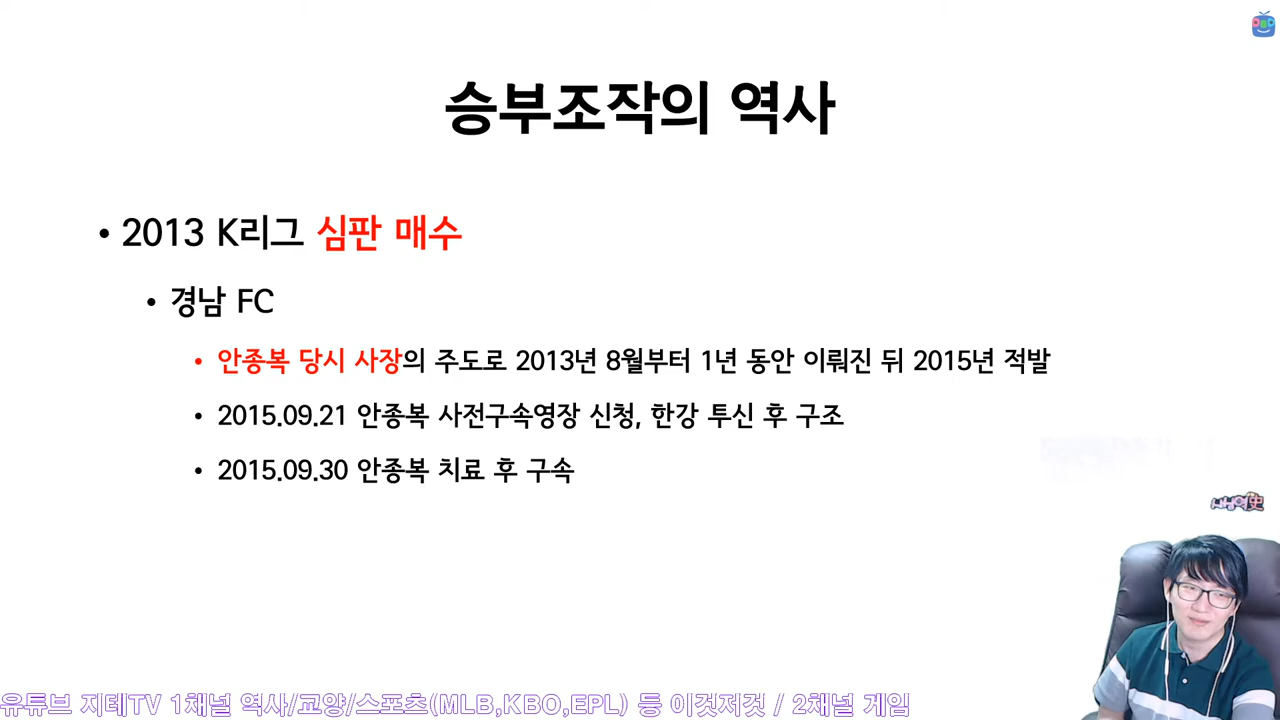 승부조작의 역사
• 2013 K리그 심판 매수
• 경남 FC
• 안종복 당시 사장의 주도로 2013년 8월부터 1년 동안 이뤄진 뒤 2015년 적발
• 2015.09.21 안종복 사전구속영장 신청, 한강 투신 후 구조
• 2015.09.30 안종복 치료 후 구속
유튜브 지테TV 1채널 역사/교양/스포츠(MLB,KBO,EPL) 등 이것저것 / 2채널 게임